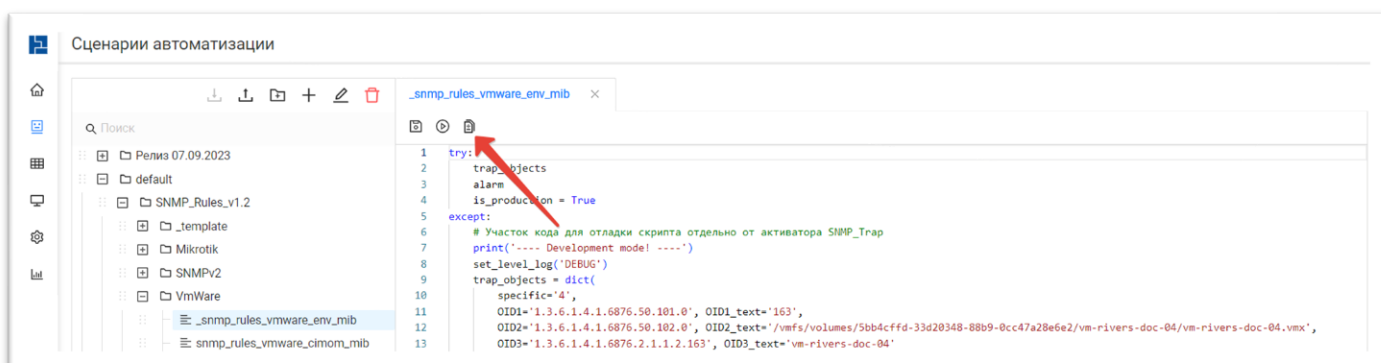 Сценарии автоматизации
Поиск
Релиз 07.09.2023
default
SNMP_Rules_v1.2
_template
Mikrotik
SNMPv2
VmWare
_snmp_rules_vmware_env_mib
snmp_rules_vmware_cimom_mib
_snmp_rules_vmware_env_mib
1 try:
2 trap_objects
3 alarm
4 is_production = True
5 except:
6 # Участок кода для отладки скрипта отдельно от активатора SNMP_Trap
7 print('---- Development mode! ----')
8 set_level_log('DEBUG')
9 trap_objects = dict(
10 specific='4',
11 OID1='1.3.6.1.4.1.6876.50.101.0', OID1_text='163',
12 OID2='1.3.6.1.4.1.6876.50.102.0', OID2_text='/vmfs/volumes/5bb4cffd-33d20348-88b9-0cc47a28e6e2/vm-rivers-doc-04/vm-rivers-doc-04.vmx',
13 OID3='1.3.6.1.4.1.6876.2.1.1.2.163', OID3_text='vm-rivers-doc-04'